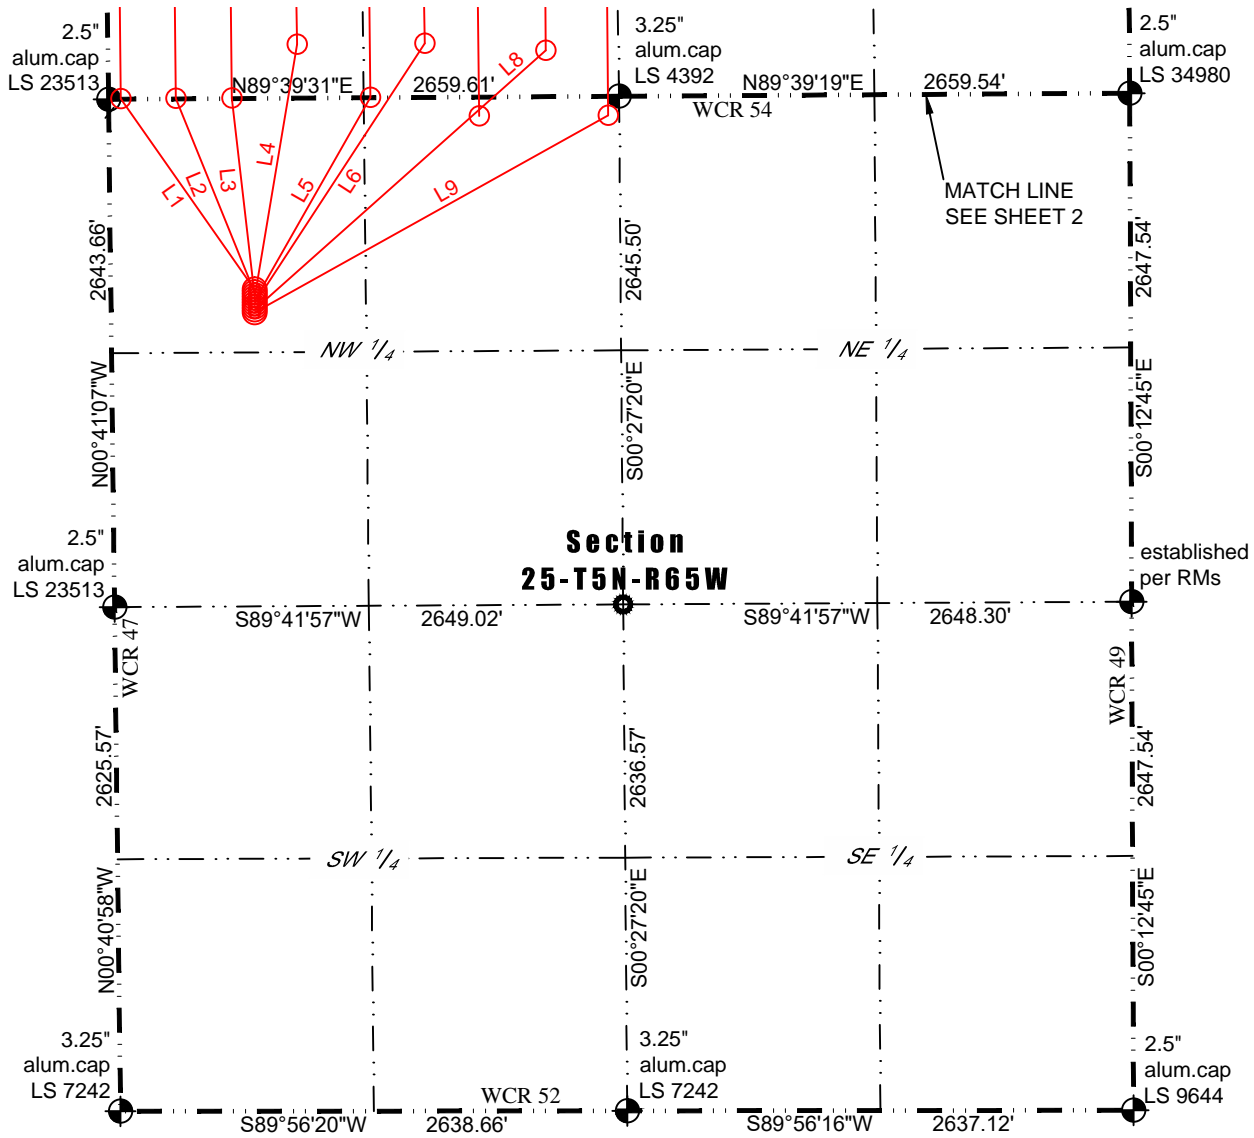 2.5"
alum.cap
LS 23513
3.25"
alum.cap
LS 4392
2.5"
alum.cap
LS 34980
N89°39'31"E
2659.61'
N89°39'19"E
2659.54'
WCR 54
L1
L2
L3
L4
L5
L6
L8
L9
MATCH LINE
SEE SHEET 2
2643.66'
2645.50'
2647.54'
NW 1/4
NE 1/4
N00°41'07"W
S00°27'20"E
S00°12'45"E
2.5"
alum.cap
LS 23513
Section
25-T5N-R65W
established
per RMs
S89°41'57"W
2649.02'
S89°41'57"W
2648.30'
WCR 47
WCR 49
2625.57'
2636.57'
2647.54'
SW 1/4
SE 1/4
N00°40'58"W
S00°27'20"E
S00°12'45"E
3.25"
alum.cap
LS 7242
3.25"
alum.cap
LS 7242
2.5"
alum.cap
LS 9644
WCR 52
S89°56'20"W
2638.66'
S89°56'16"W
2637.12'